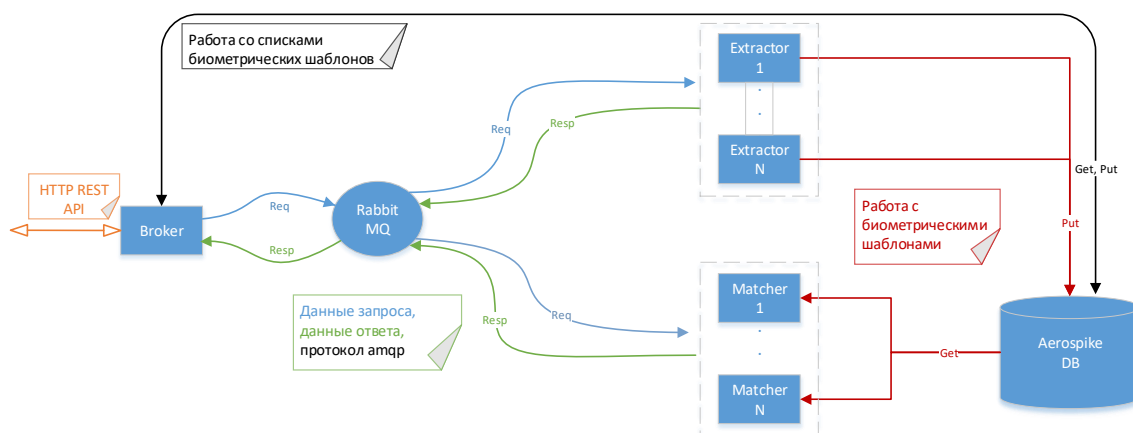 Работа со списками
биометрических шаблонов
Extractor
1
.
.
Extractor
N
Req
Resp
HTTP REST
API
Broker
Req
Resp
Rabbit
MQ
Get, Put
Работа с
биометрическими
шаблонами
Put
Данные запроса,
данные ответа,
протокол amqp
Resp
Req
Matcher
1
.
.
Matcher
N
Get
Aerospike
DB